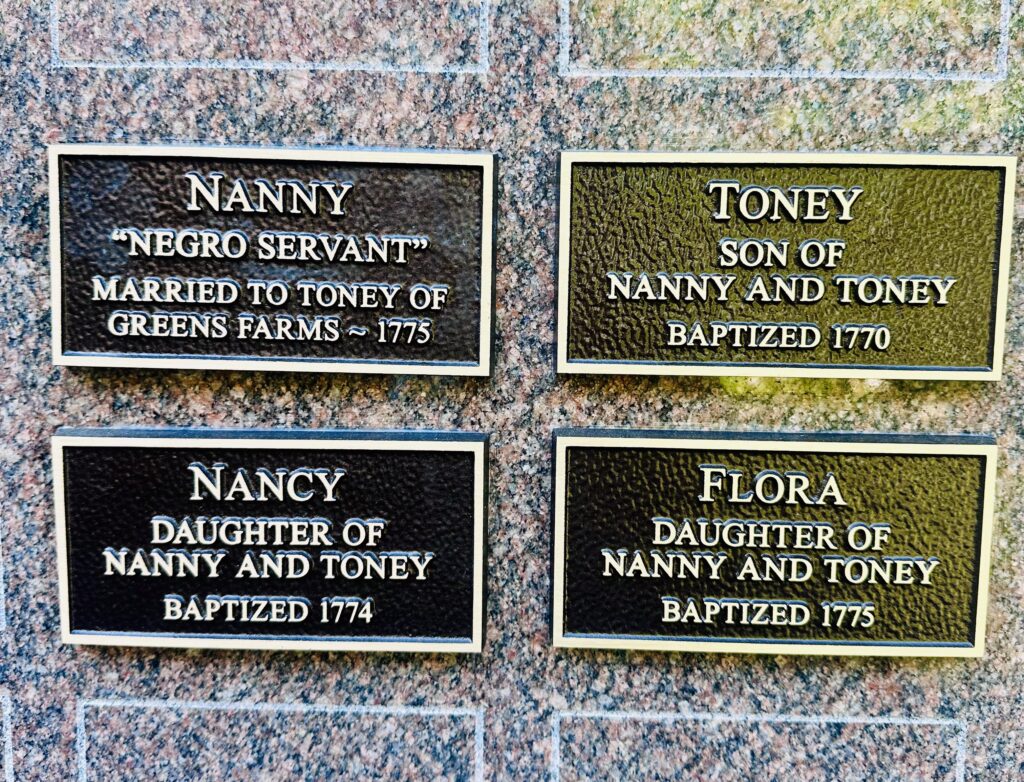 NANNY
"NEGRO SERVANT"
MARRIED TO TONEY OF
GREENS FARMS ~ 1775
TONEY
SON OF
NANNY AND TONEY
BAPTIZED 1770
NANCY
DAUGHTER OF
NANNY AND TONEY
BAPTIZED 1774
FLORA
DAUGHTER OF
NANNY AND TONEY
BAPTIZED 1775